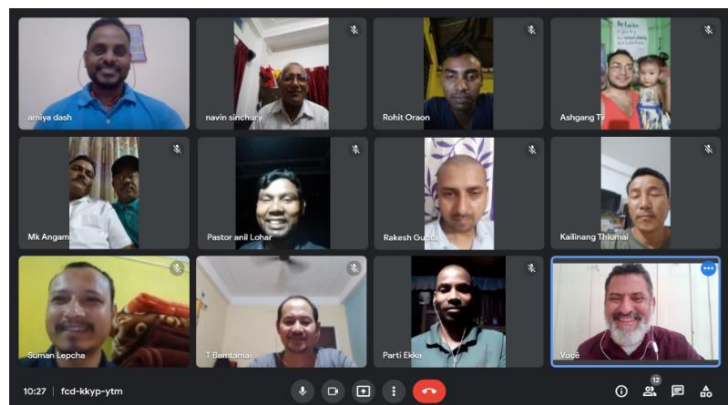 amiya dash
navin sinchury
Rohit Oraon
Ashgang Tv
Mk Angami
Pastor anil Lohar
Rakesh Gupta
Kailinang Thiumai
Suman Lepcha
T Bamtamai
Parti Ekka
Você
10:27 | fcd-kkyp-ytm
12